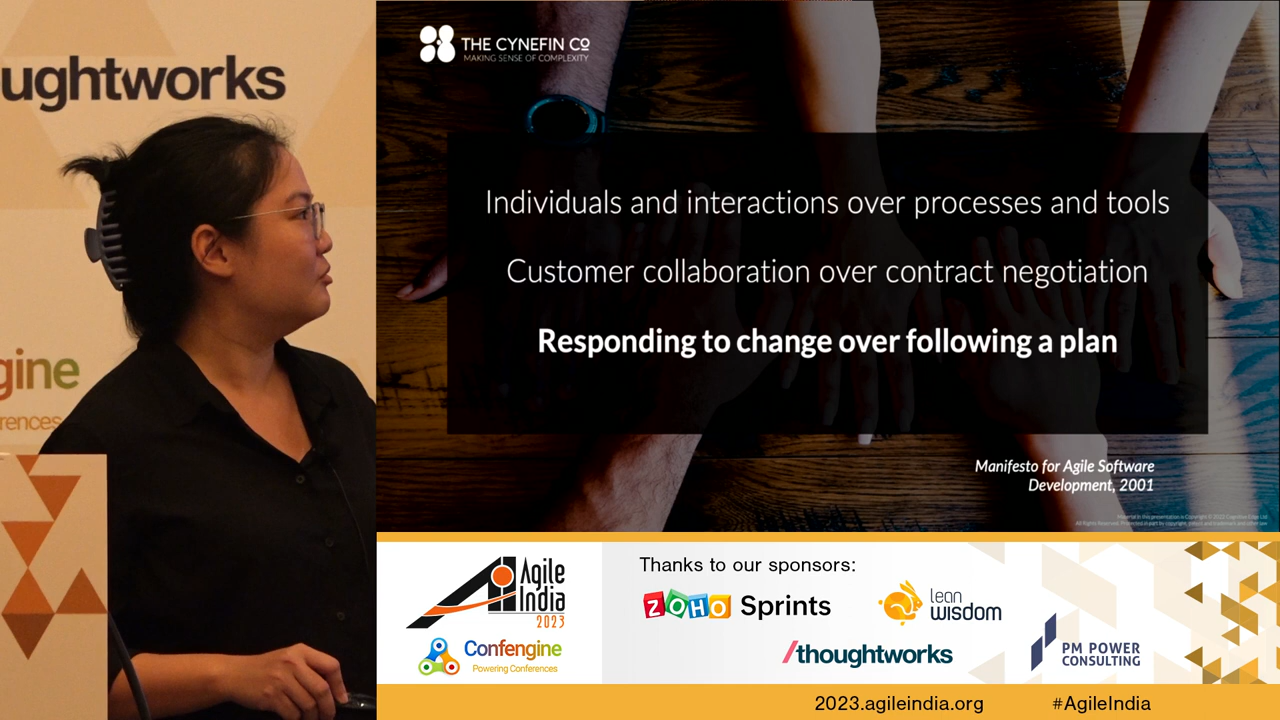 oughtworks
gine
rences
THE CYNEFIN CO
MAKING SENSE OF COMPLEXITY
Individuals and interactions over processes and tools
Customer collaboration over contract negotiation
Responding to change over following a plan
Manifesto for Agile Software
Development, 2001
Agile
India
2023
Confengine
Powering Conferences
Thanks to our sponsors:
ZOHO Sprints
lean
wisdom
/thoughtworks
PM POWER
CONSULTING
2023.agileindia.org
#AgileIndia